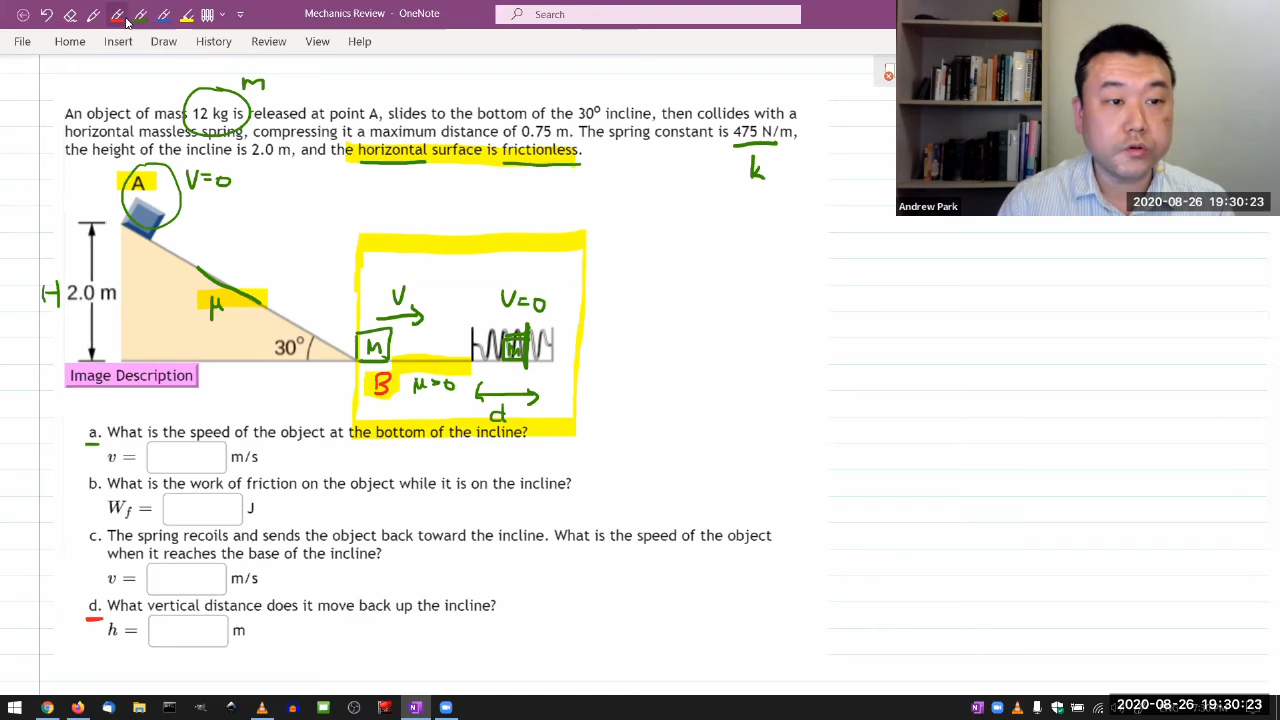 Mechanics Review - OneNote
Search
File Home Insert Draw History Review View Help
m
An object of mass 12 kg is released at point A, slides to the bottom of the 30° incline, then collides with a
horizontal massless spring, compressing it a maximum distance of 0.75 m. The spring constant is 475 N/m,
the height of the incline is 2.0 m, and the horizontal surface is frictionless.
k
A
V=0
H 2.0 m
μ
30°
V
V=0
m
m
B
μ=0
d
Image Description
a. What is the speed of the object at the bottom of the incline?
v = m/s
b. What is the work of friction on the object while it is on the incline?
Wf = J
c. The spring recoils and sends the object back toward the incline. What is the speed of the object
when it reaches the base of the incline?
v = m/s
d. What vertical distance does it move back up the incline?
h = m
Andrew Park
2020-08-26 19:30:23
2020-08-26 19:30:23